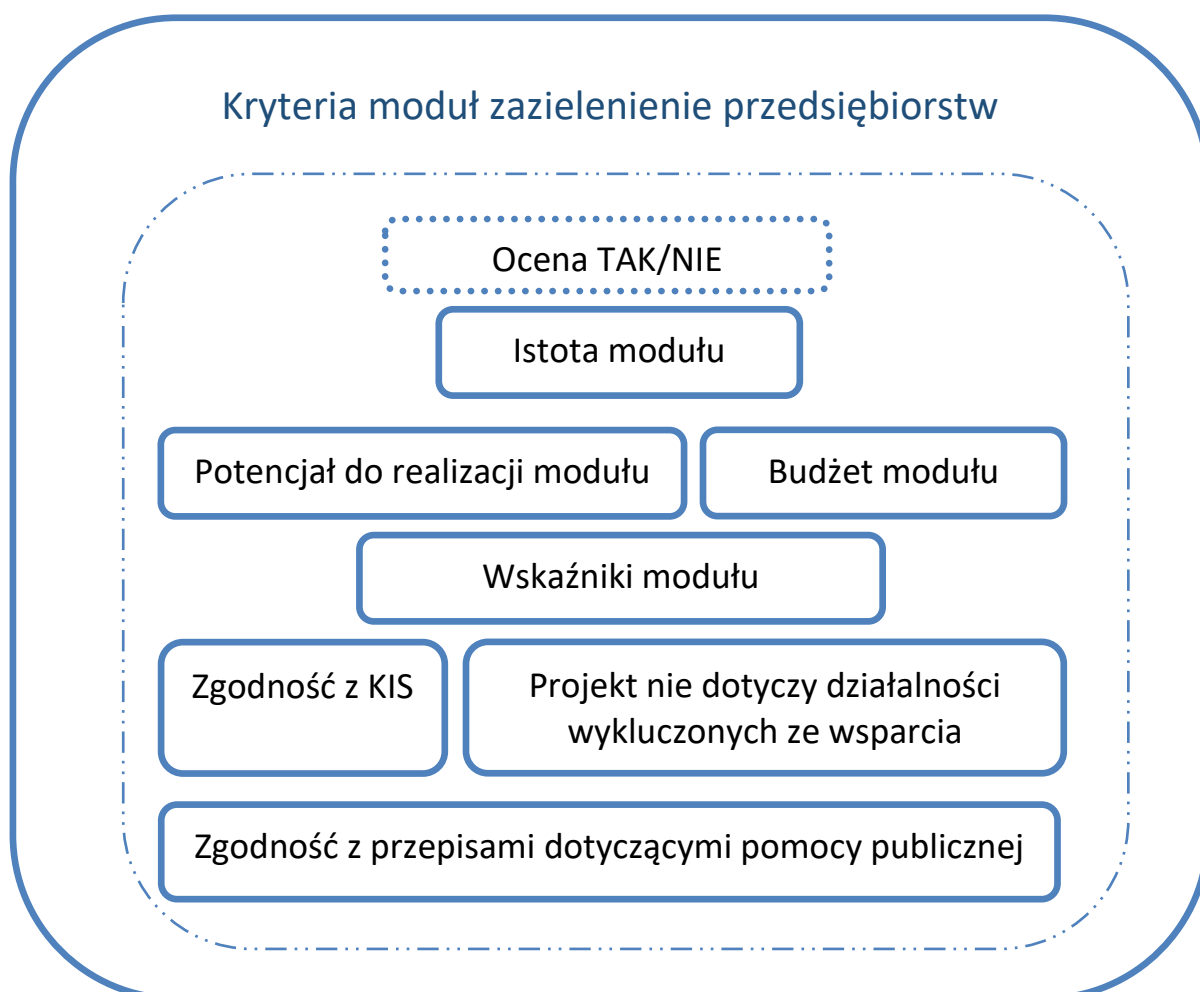 Kryteria moduł zazielenienie przedsiębiorstw
Ocena TAK/NIE
Istota modułu
Potencjał do realizacji modułu
Budżet modułu
Wskaźniki modułu
Zgodność z KIS
Projekt nie dotyczy działalności
wykluczonych ze wsparcia
Zgodność z przepisami dotyczącymi pomocy publicznej